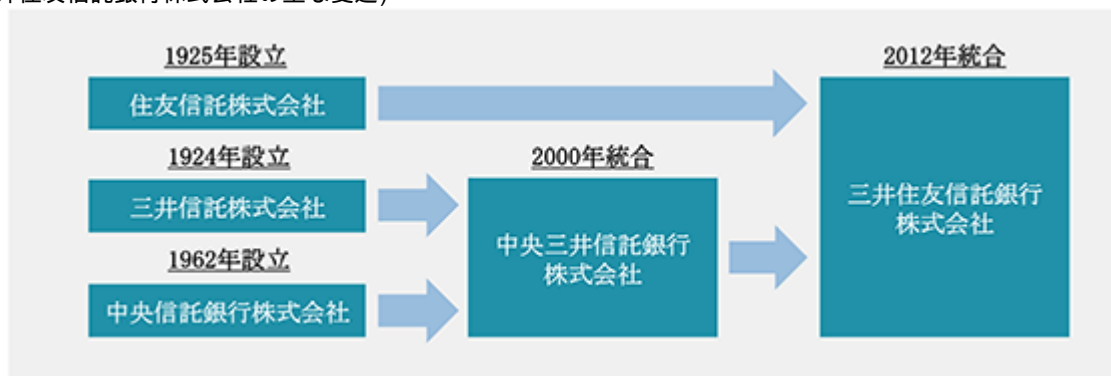 1925年設立
住友信託株式会社
1924年設立
三井信託株式会社
1962年設立
中央信託銀行株式会社
2000年統合
中央三井信託銀行
株式会社
2012年統合
三井住友信託銀行
株式会社